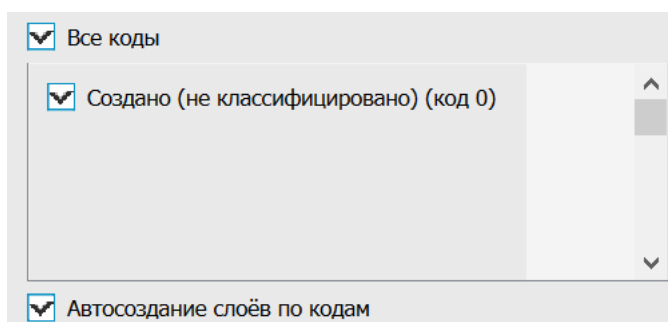 Все коды
Создано (не классифицировано) (код 0)
Автосоздание слоёв по кодам